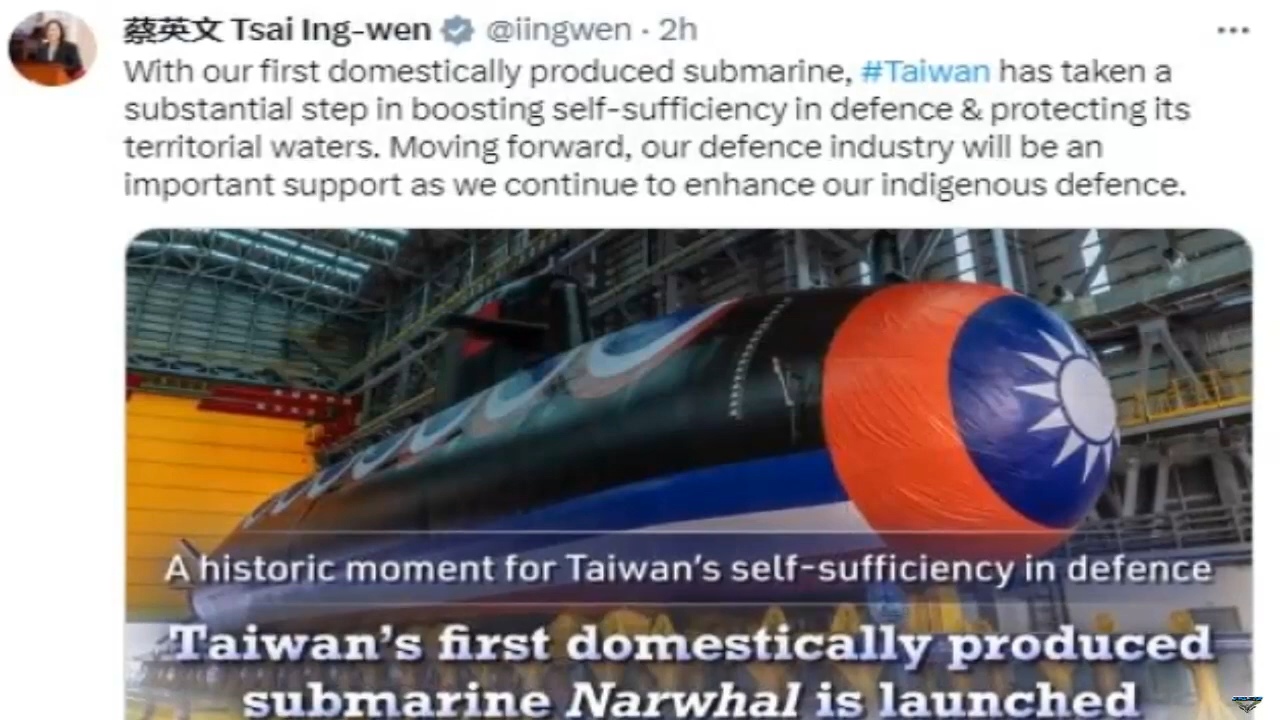 蔡英文 Tsai Ing-wen @iingwen · 2h
With our first domestically produced submarine, #Taiwan has taken a
substantial step in boosting self-sufficiency in defence & protecting its
territorial waters. Moving forward, our defence industry will be an
important support as we continue to enhance our indigenous defence.
A historic moment for Taiwan's self-sufficiency in defence
Taiwan's first domestically produced
submarine Narwhal is launched